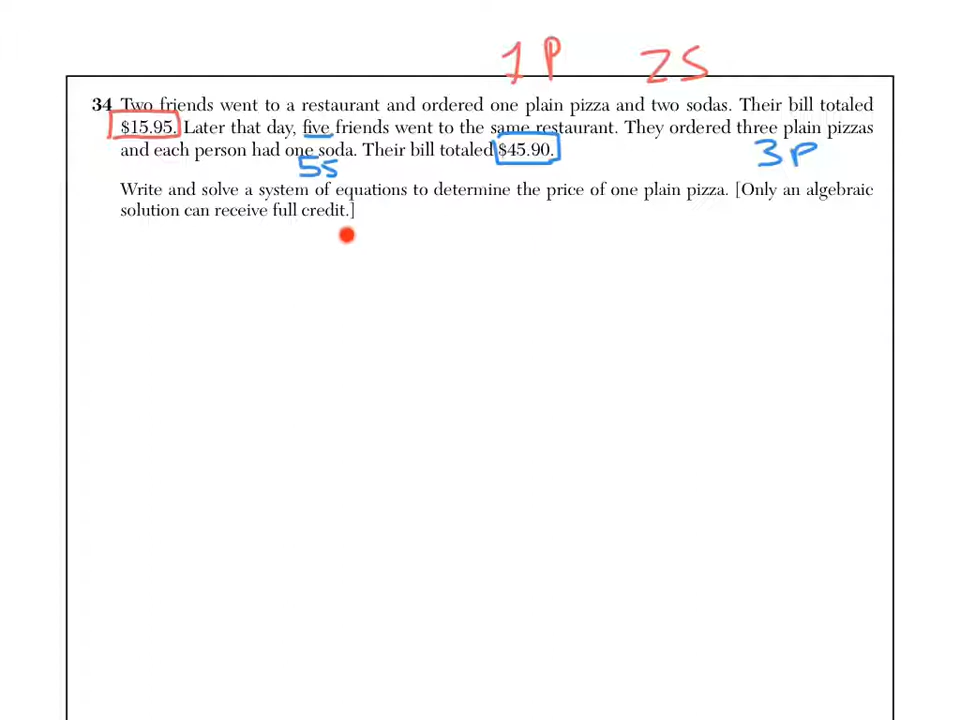 1P 2S
34 Two friends went to a restaurant and ordered one plain pizza and two sodas. Their bill totaled
$15.95. Later that day, five friends went to the same restaurant. They ordered three plain pizzas
and each person had one soda. Their bill totaled $45.90.
5s 3P
Write and solve a system of equations to determine the price of one plain pizza. [Only an algebraic
solution can receive full credit.]